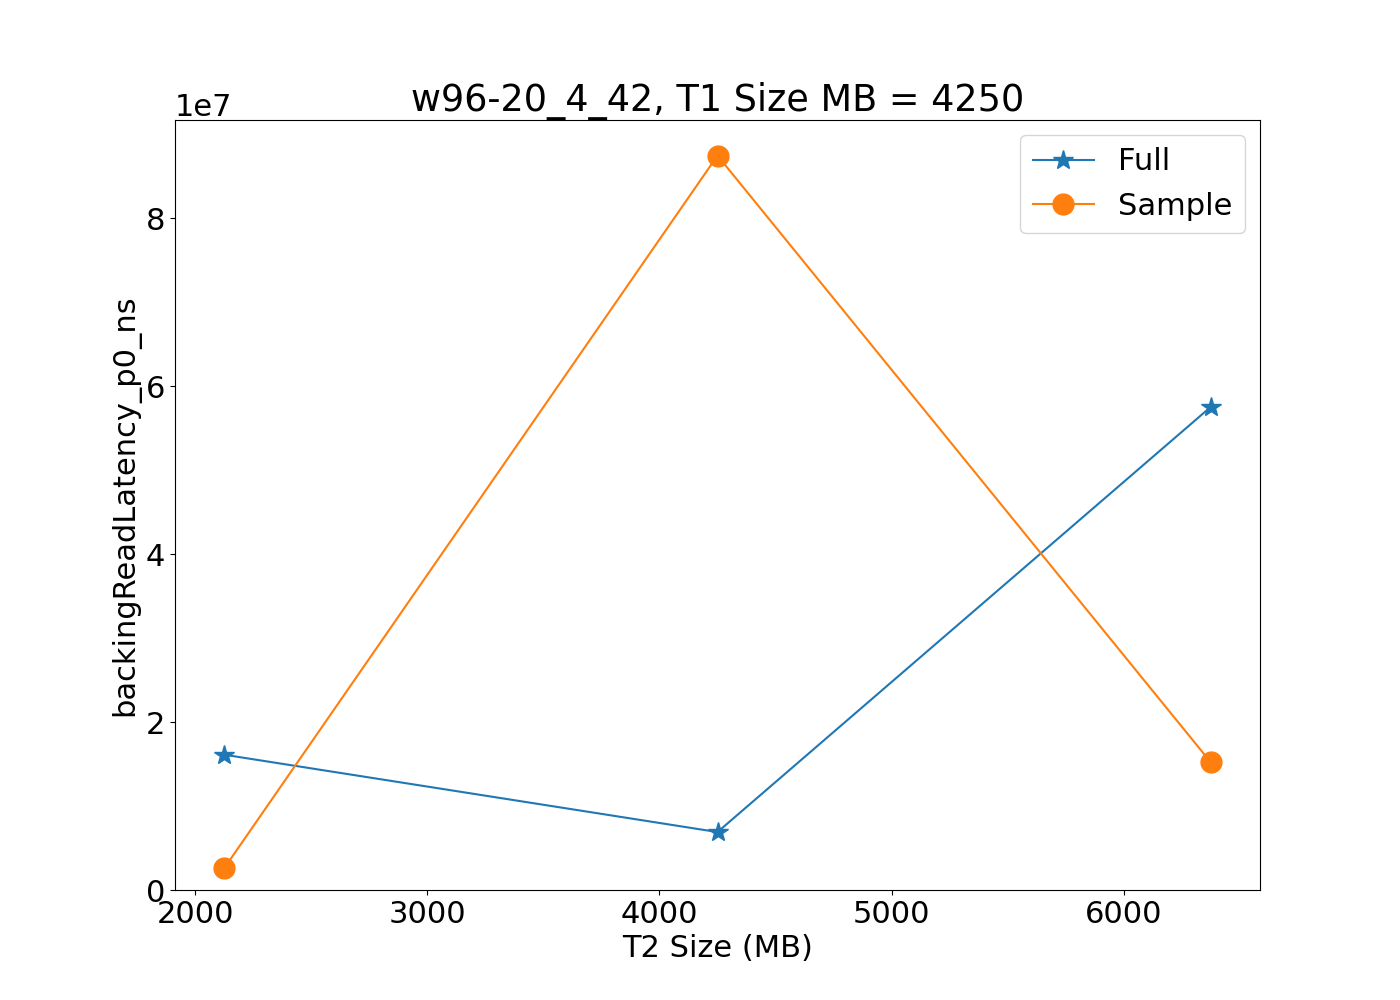 w96-20_4_42, T1 Size MB = 4250
1e7
Full
Sample
8
6
4
2
0
backingReadLatency_p0_ns
2000 3000 4000 5000 6000
T2 Size (MB)